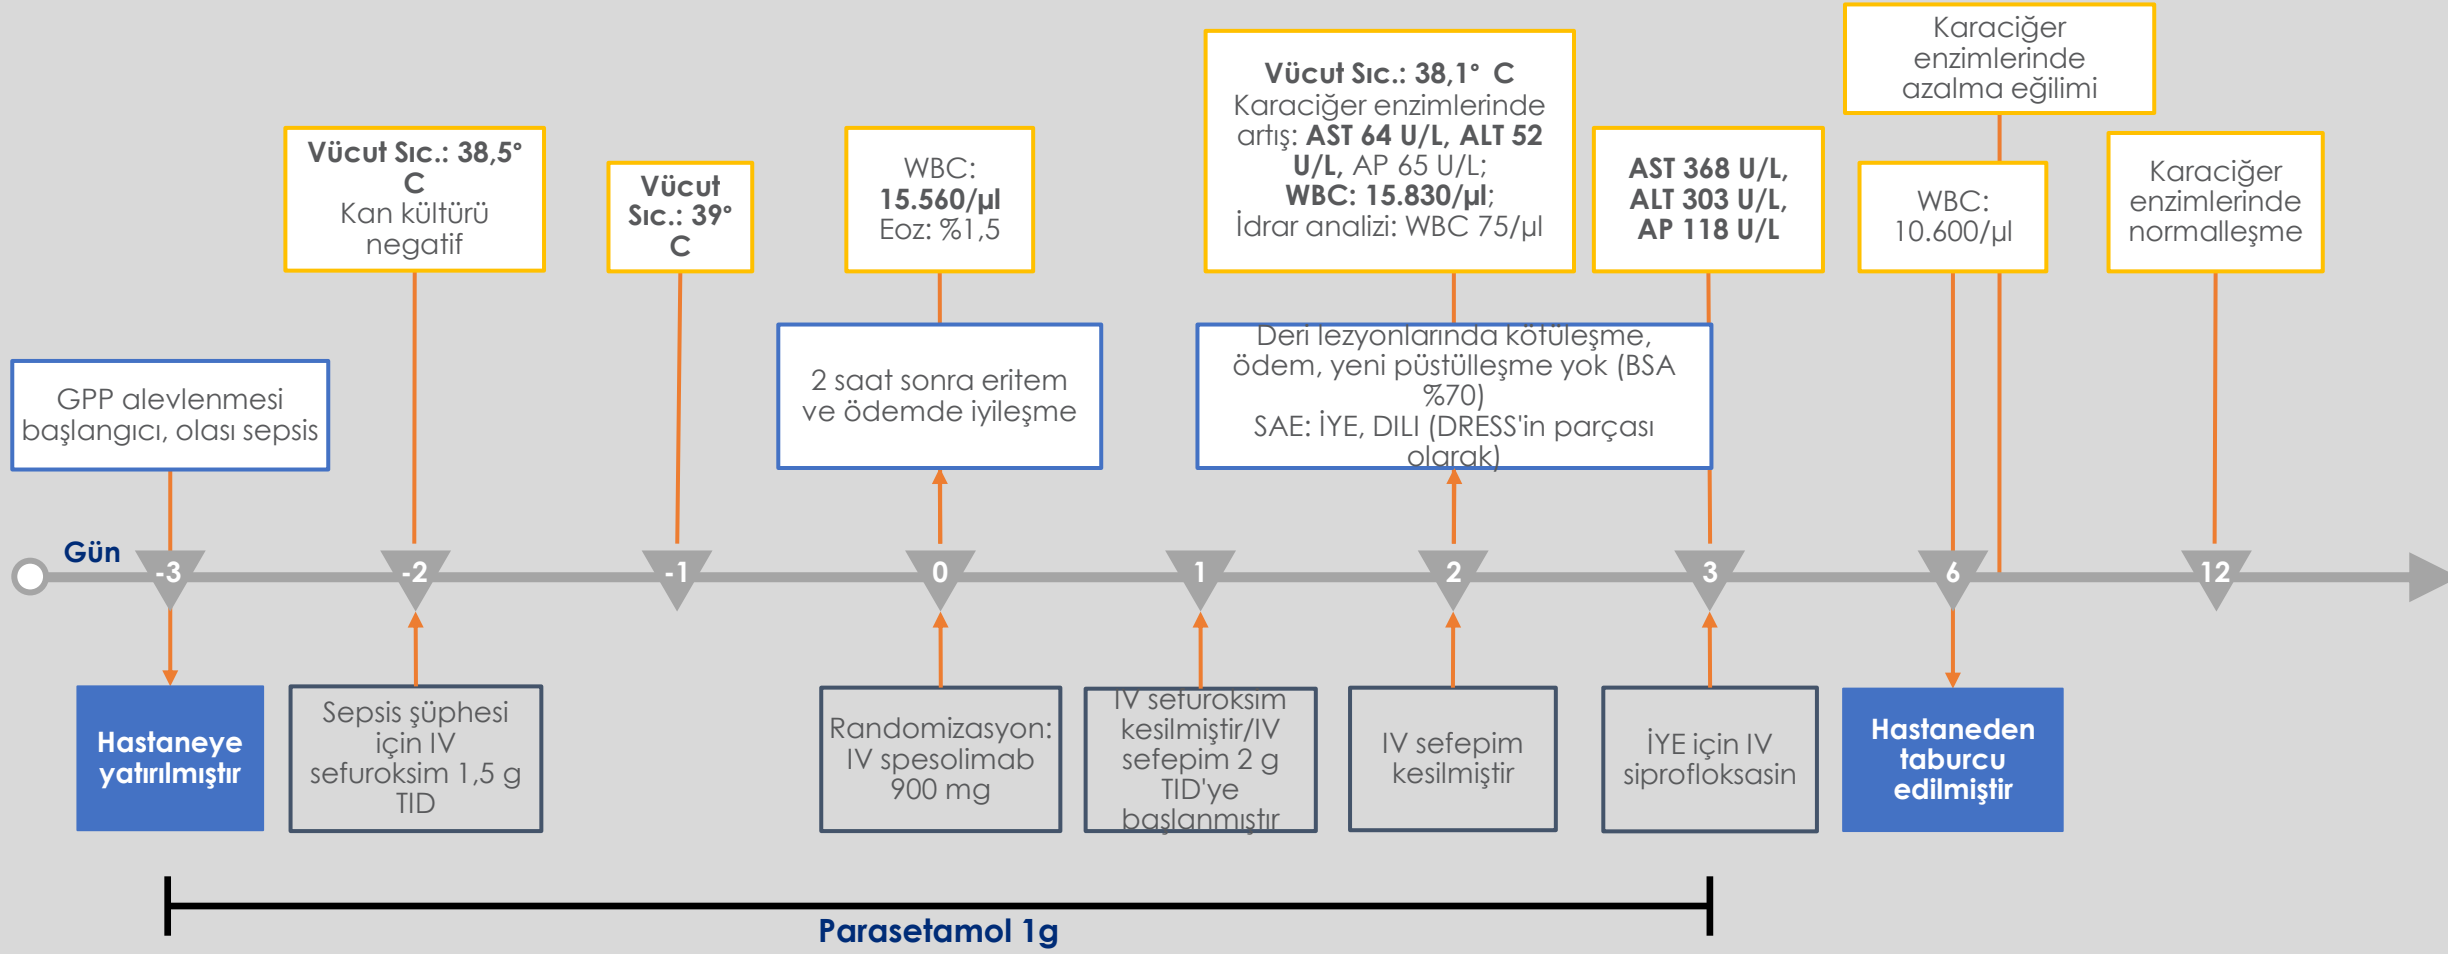 Karaciğer
enzimlerinde
azalma eğilimi
Vücut Sıc.: 38,5°
C
Kan kültürü
negatif
Vücut
Sıc.: 39°
C
WBC:
15.560/µl
Eoz: %1,5
Vücut Sıc.: 38,1° C
Karaciğer enzimlerinde
artış: AST 64 U/L, ALT 52
U/L, AP 65 U/L;
WBC: 15.830/µl;
İdrar analizi: WBC 75/µl
AST 368 U/L,
ALT 303 U/L,
AP 118 U/L
WBC:
10.600/µl
Karaciğer
enzimlerinde
normalleşme
GPP alevlenmesi
başlangıcı, olası sepsis
2 saat sonra eritem
ve ödemde iyileşme
Deri lezyonlarında kötüleşme,
ödem, yeni püstülleşme yok (BSA
%70)
SAE: İYE, DILI (DRESS'in parçası
olarak)
Gün
-3
-2
-1
0
1
2
3
6
12
Hastaneye
yatırılmıştır
Sepsis şüphesi
için IV
sefuroksim 1,5 g
TID
Randomizasyon:
IV spesolimab
900 mg
IV sefuroksim
kesilmiştir/IV
sefepim 2 g
TID'ye
başlanmıştır
IV sefepim
kesilmiştir
İYE için IV
siprofloksasin
Hastaneden
taburcu
edilmiştir
Parasetamol 1g